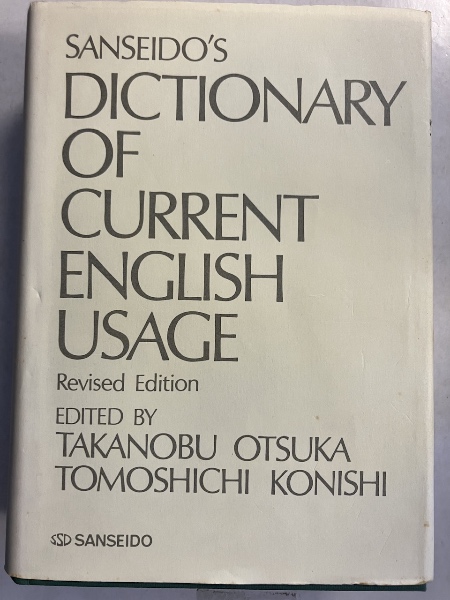 SANSEIDO'S
DICTIONARY
OF
CURRENT
ENGLISH
USAGE
Revised Edition
EDITED BY
TAKANOBU OTSUKA
TOMOSHICHI KONISHI
SSD SANSEIDO